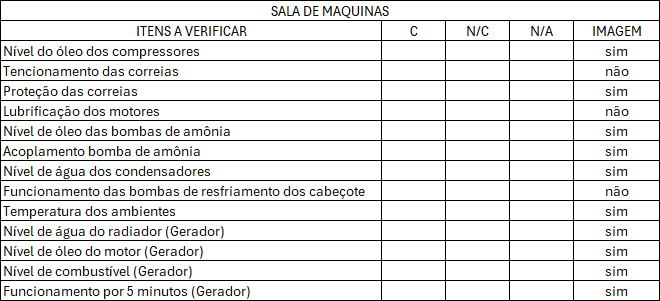 SALA DE MAQUINAS
ITENS A VERIFICAR C N/C N/A IMAGEM
Nível do óleo dos compressores sim
Tencionamento das correias não
Proteção das correias sim
Lubrificação dos motores não
Nível de óleo das bombas de amônia sim
Acoplamento bomba de amônia sim
Nível de água dos condensadores sim
Funcionamento das bombas de resfriamento dos cabeçote não
Temperatura dos ambientes sim
Nível de água do radiador (Gerador) sim
Nível de óleo do motor (Gerador) sim
Nível de combustível (Gerador) sim
Funcionamento por 5 minutos (Gerador) sim